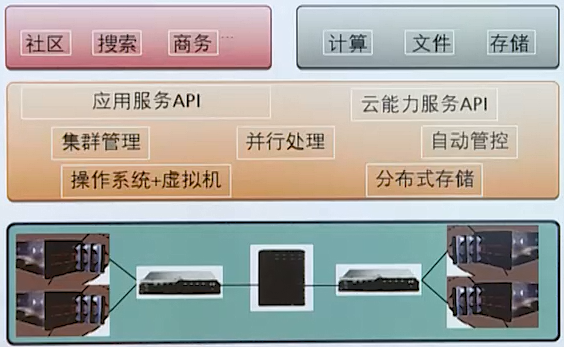 社区 搜索 商务 ... 计算 文件 存储
应用服务API 云能力服务API
集群管理 并行处理 自动管控
操作系统+虚拟机 分布式存储